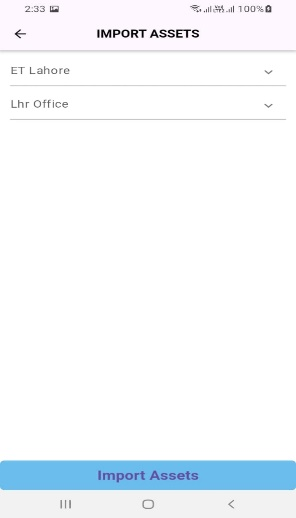 2:33 100%
IMPORT ASSETS
ET Lahore
Lhr Office
Import Assets